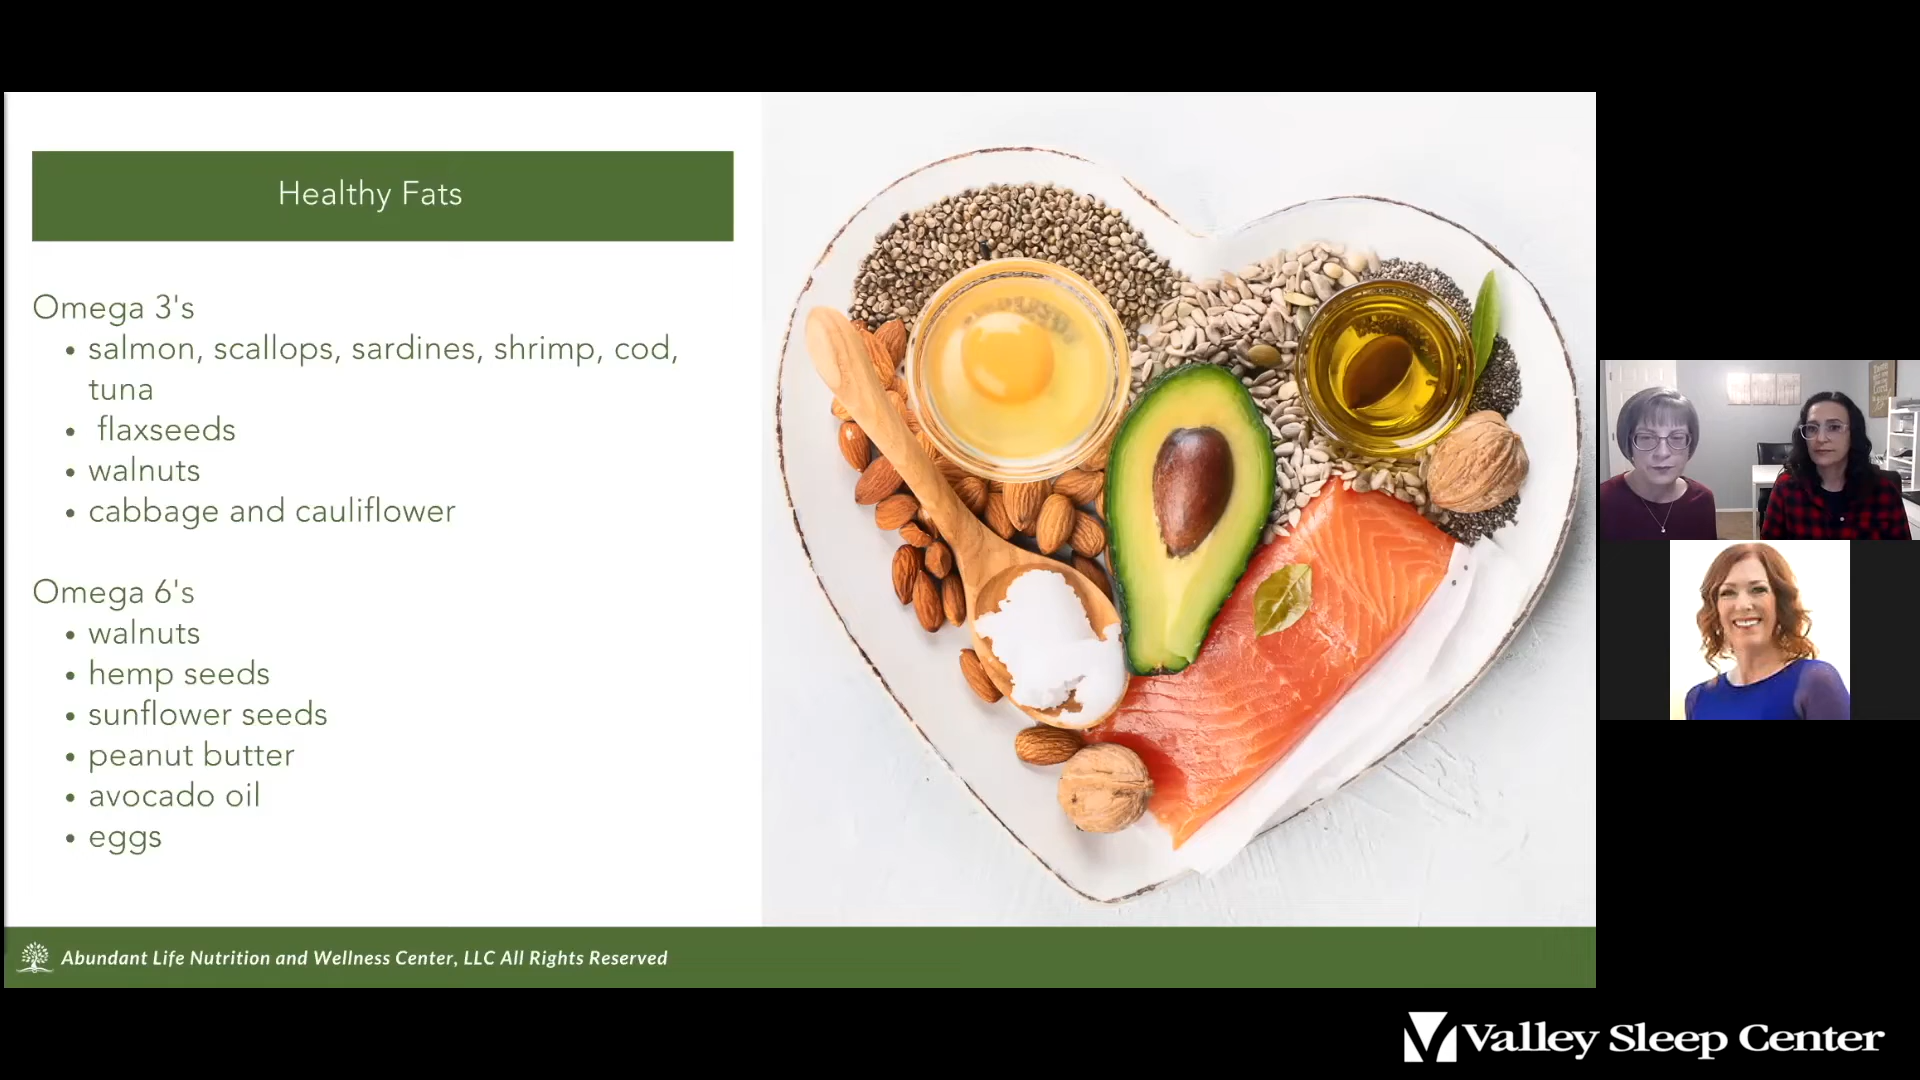 Healthy Fats
Omega 3's
• salmon, scallops, sardines, shrimp, cod,
tuna
• flaxseeds
• walnuts
• cabbage and cauliflower
Omega 6's
• walnuts
• hemp seeds
• sunflower seeds
• peanut butter
• avocado oil
• eggs
Abundant Life Nutrition and Wellness Center, LLC All Rights Reserved
Valley Sleep Center